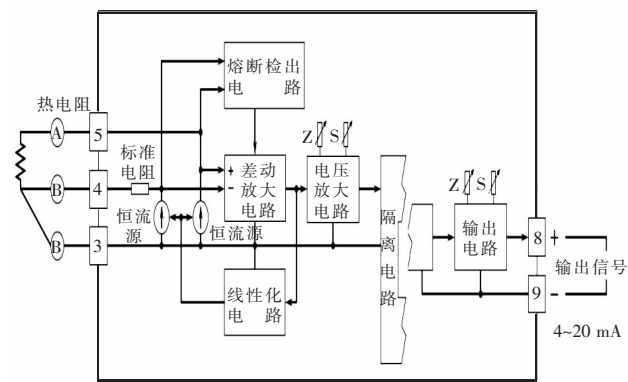 熔断检出
电　　路
热电阻
A
5
标准
电阻
Z
S
+
-
差动
放大
电路
电压
放大
电路
B
4
恒流
源
恒流源
隔
离
电
路
Z
S
输出
电路
8
+
B
3
线性化
电　路
输出信号
9
-
4~20 mA